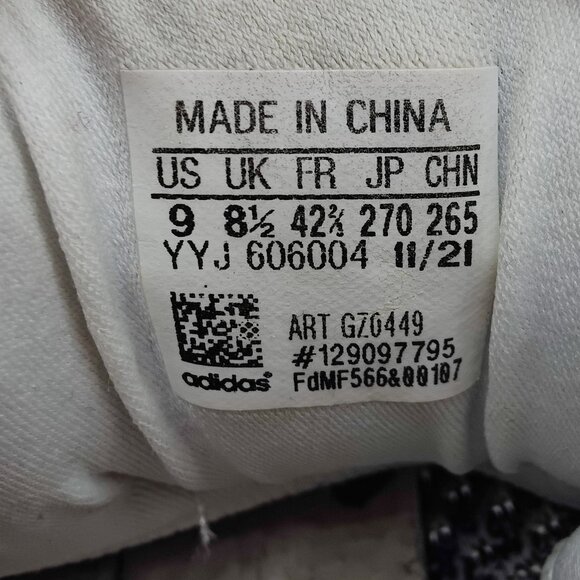 MADE IN CHINA
US UK FR JP CHN
9 8½ 42⅔ 270 265
YYJ 606004 11/21
ART GZ0449
#129097795
adidas® FdMF566&00107